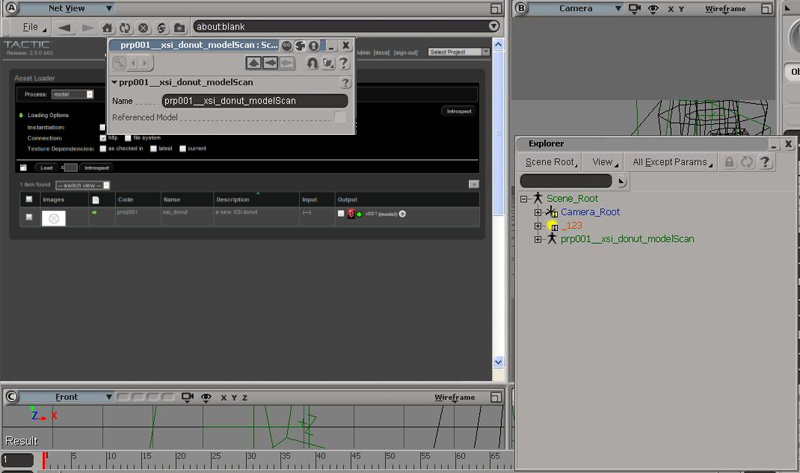 A Net View
B Camera X Y Wireframe
File about:blank
TACTIC
Release: 2.5.0.b02
[sign-out] Select Project
prp001__xsi_donut_modelScan : Sc...
prp001__xsi_donut_modelScan
Name prp001__xsi_donut_modelScan
Referenced Model
Asset Loader
Process: model
Introspect
Loading Options
Instantiation:
Connection: http file system
Texture Dependencies: as checked in latest current
Load x Introspect
1 item found -- switch view --
Images Code Name Description Input Output
prp001 xsi_donut a new XSI donut (--) v001 (model)
Explorer
Scene Root View All Except Params
Scene_Root
Camera_Root
_123
prp001__xsi_donut_modelScan
C Front X Y Z Wireframe
Z X
Result
1 1 5 10 15 20 25 30 35 40 45 50 55 60 65